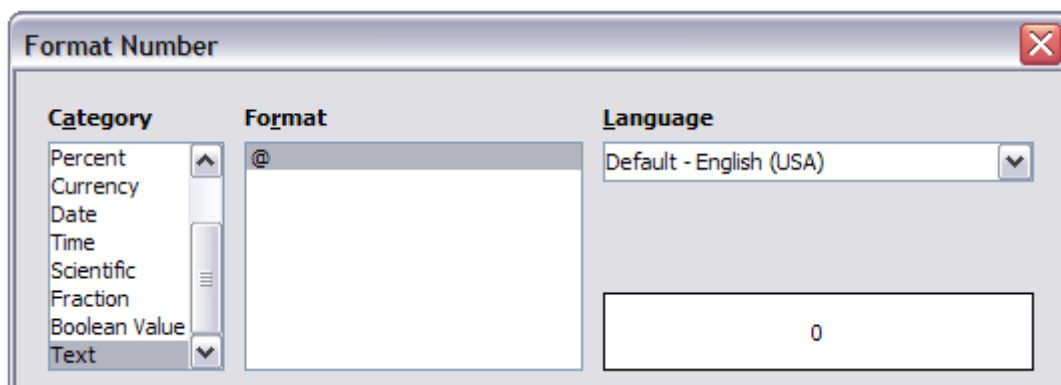 Format Number
Category
Format
Language
Percent
Currency
Date
Time
Scientific
Fraction
Boolean Value
Text
@
Default - English (USA)
0